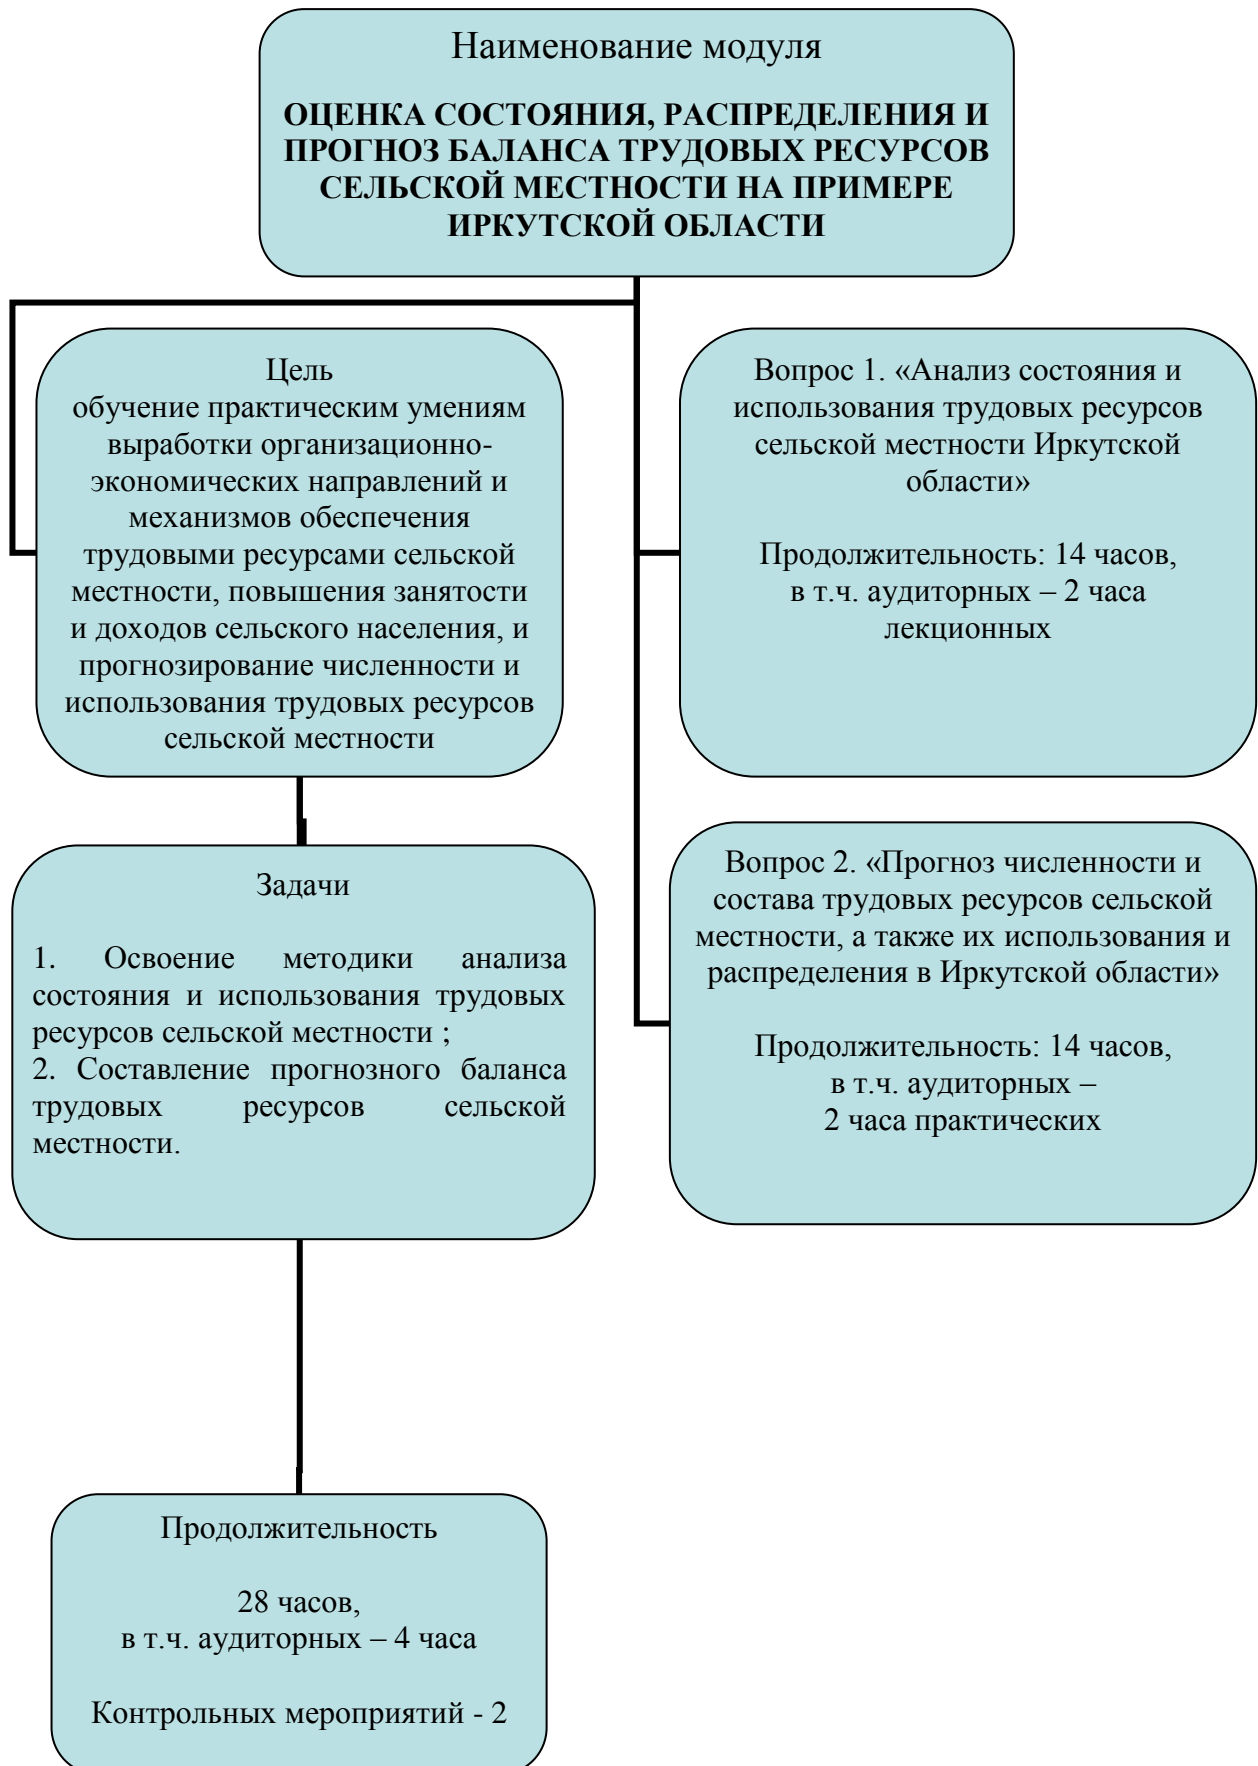 Наименование модуля
ОЦЕНКА СОСТОЯНИЯ, РАСПРЕДЕЛЕНИЯ И
ПРОГНОЗ БАЛАНСА ТРУДОВЫХ РЕСУРСОВ
СЕЛЬСКОЙ МЕСТНОСТИ НА ПРИМЕРЕ
ИРКУТСКОЙ ОБЛАСТИ
Цель
обучение практическим умениям
выработки организационно-
экономических направлений и
механизмов обеспечения
трудовыми ресурсами сельской
местности, повышения занятости
и доходов сельского населения, и
прогнозирование численности и
использования трудовых ресурсов
сельской местности
Задачи
1. Освоение методики анализа
состояния и использования трудовых
ресурсов сельской местности ;
2. Составление прогнозного баланса
трудовых ресурсов сельской
местности.
Продолжительность
28 часов,
в т.ч. аудиторных – 4 часа
Контрольных мероприятий - 2
Вопрос 1. «Анализ состояния и
использования трудовых ресурсов
сельской местности Иркутской
области»
Продолжительность: 14 часов,
в т.ч. аудиторных – 2 часа
лекционных
Вопрос 2. «Прогноз численности и
состава трудовых ресурсов сельской
местности, а также их использования и
распределения в Иркутской области»
Продолжительность: 14 часов,
в т.ч. аудиторных –
2 часа практических